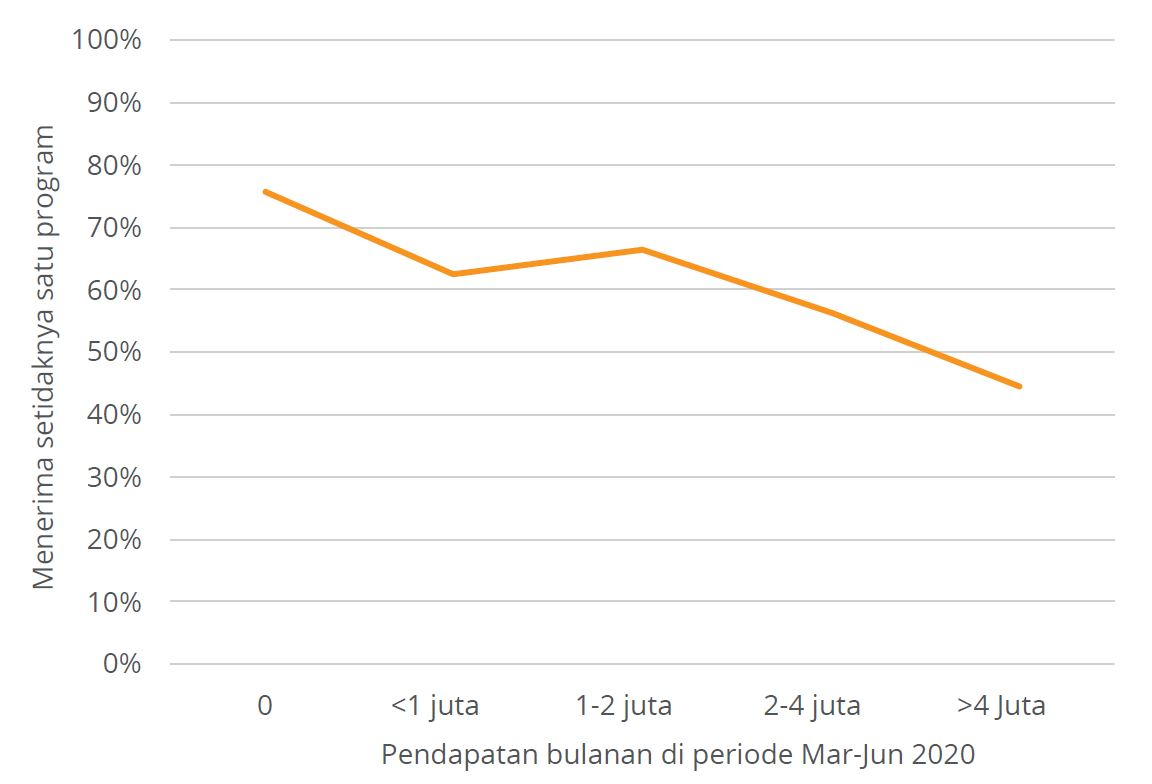 100%
90%
80%
70%
60%
50%
40%
30%
20%
10%
0%
Menerima setidaknya satu program
0
<1 juta
1-2 juta
2-4 juta
>4 Juta
Pendapatan bulanan di periode Mar-Jun 2020